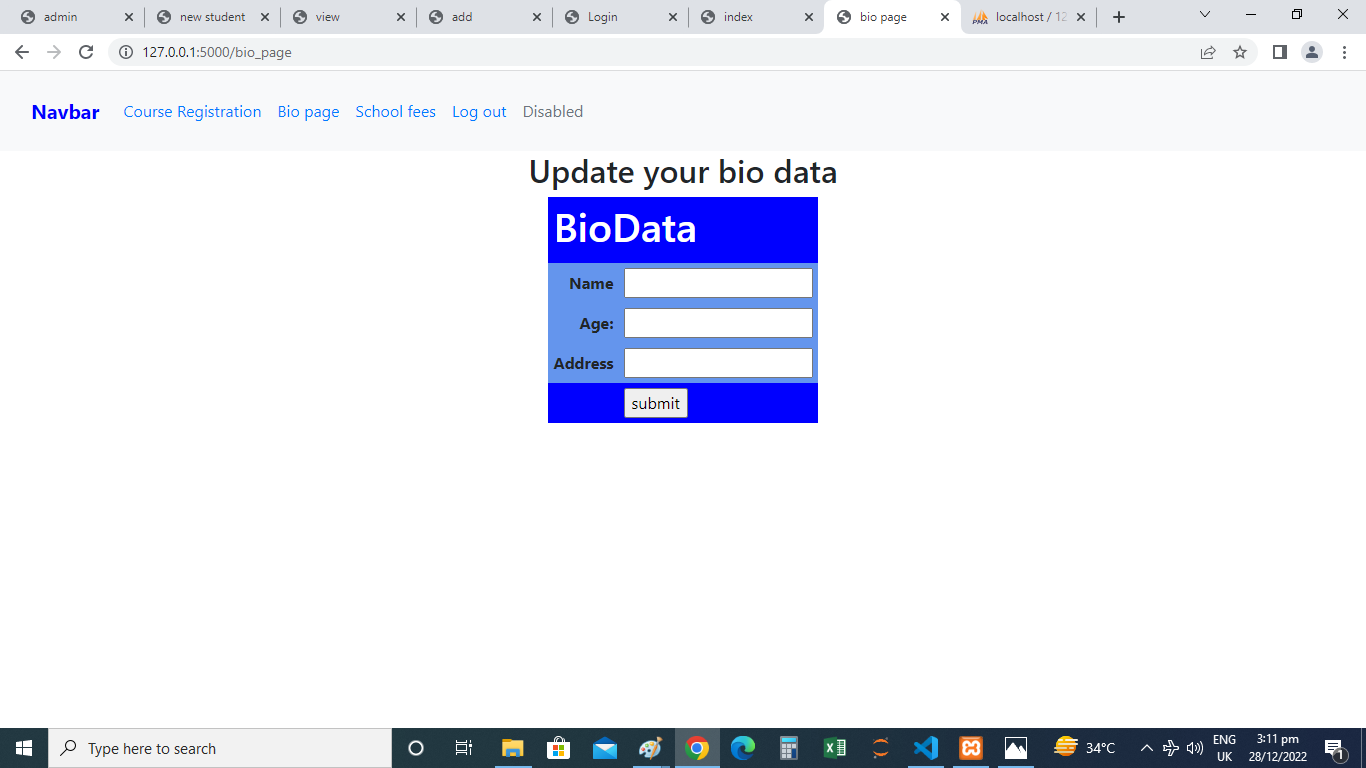 admin
new student
view
add
Login
index
bio page
localhost / 12
127.0.0.1:5000/bio_page
Navbar Course Registration Bio page School fees Log out Disabled
Update your bio data
BioData
Name
Age:
Address
submit
Type here to search
34°C
ENG
UK
3:11 pm
28/12/2022
1